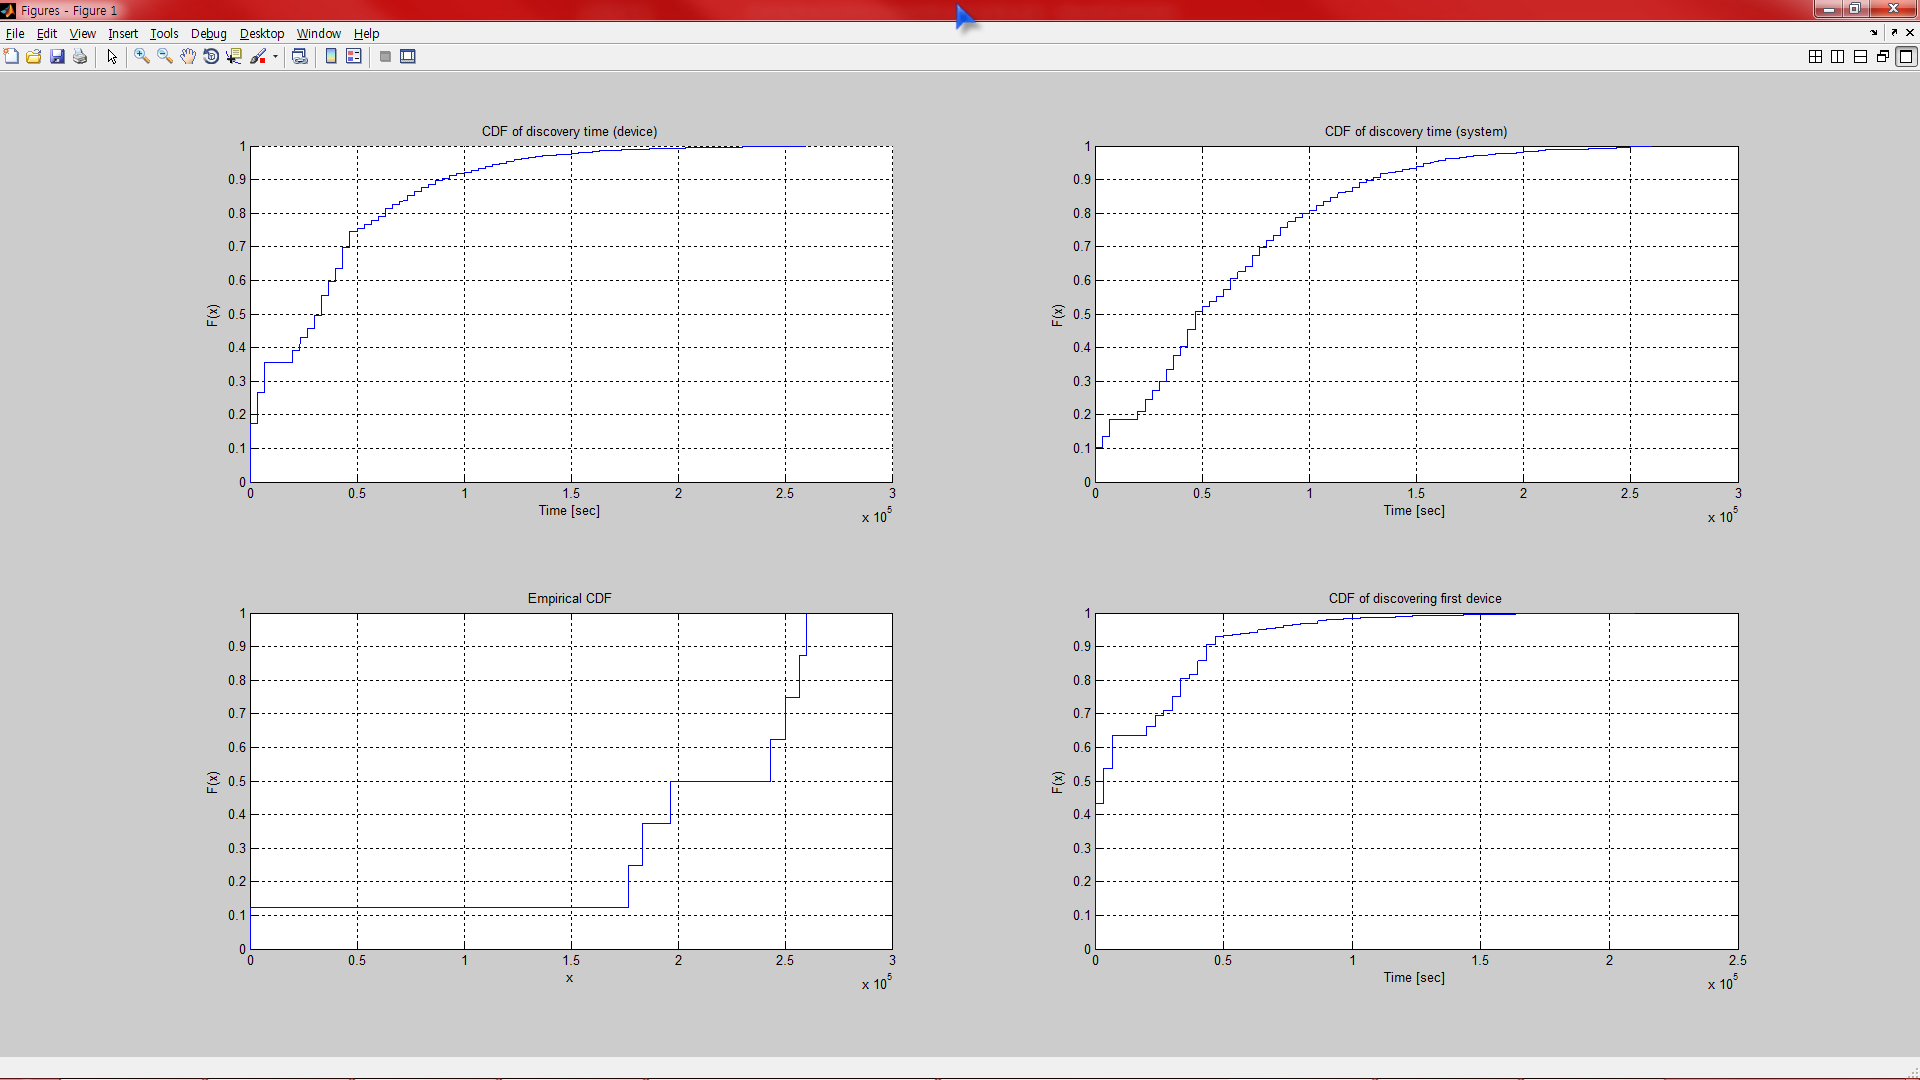 Figures - Figure 1
File Edit View Insert Tools Debug Desktop Window Help
CDF of discovery time (device)
1
0.9
0.8
0.7
0.6
0.5
0.4
0.3
0.2
0.1
0
F(x)
0 0.5 1 1.5 2 2.5 3
Time [sec]
x 10^5
CDF of discovery time (system)
1
0.9
0.8
0.7
0.6
0.5
0.4
0.3
0.2
0.1
0
F(x)
0 0.5 1 1.5 2 2.5 3
Time [sec]
x 10^5
Empirical CDF
1
0.9
0.8
0.7
0.6
0.5
0.4
0.3
0.2
0.1
0
F(x)
0 0.5 1 1.5 2 2.5 3
x
x 10^5
CDF of discovering first device
1
0.9
0.8
0.7
0.6
0.5
0.4
0.3
0.2
0.1
0
F(x)
0 0.5 1 1.5 2 2.5
Time [sec]
x 10^5